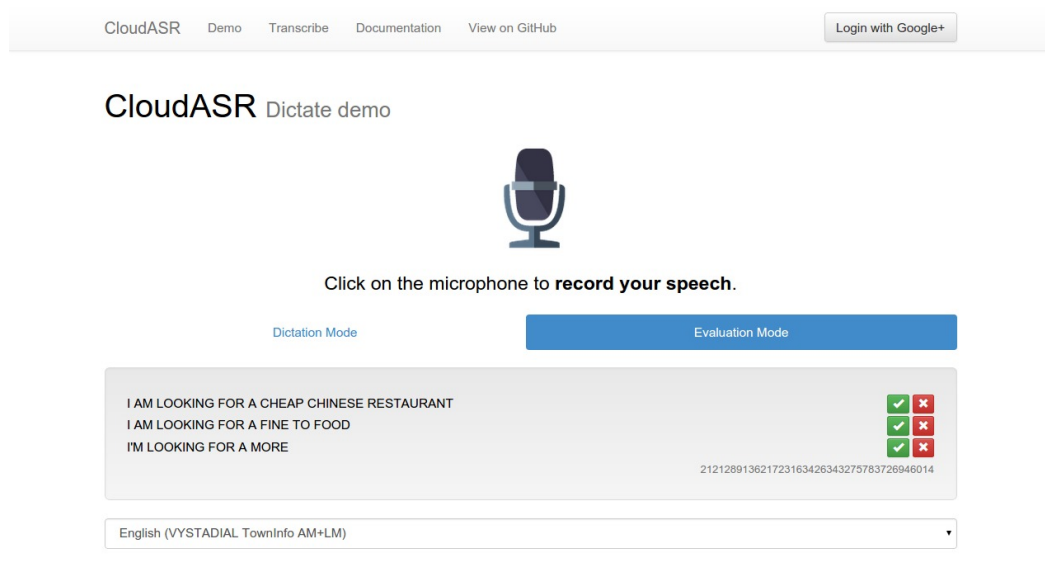 CloudASR Demo Transcribe Documentation View on GitHub Login with Google+
CloudASR Dictate demo
Click on the microphone to record your speech.
Dictation Mode Evaluation Mode
I AM LOOKING FOR A CHEAP CHINESE RESTAURANT
I AM LOOKING FOR A FINE TO FOOD
I'M LOOKING FOR A MORE
212128913621723163426343275783726946014
English (VYSTADIAL TownInfo AM+LM)